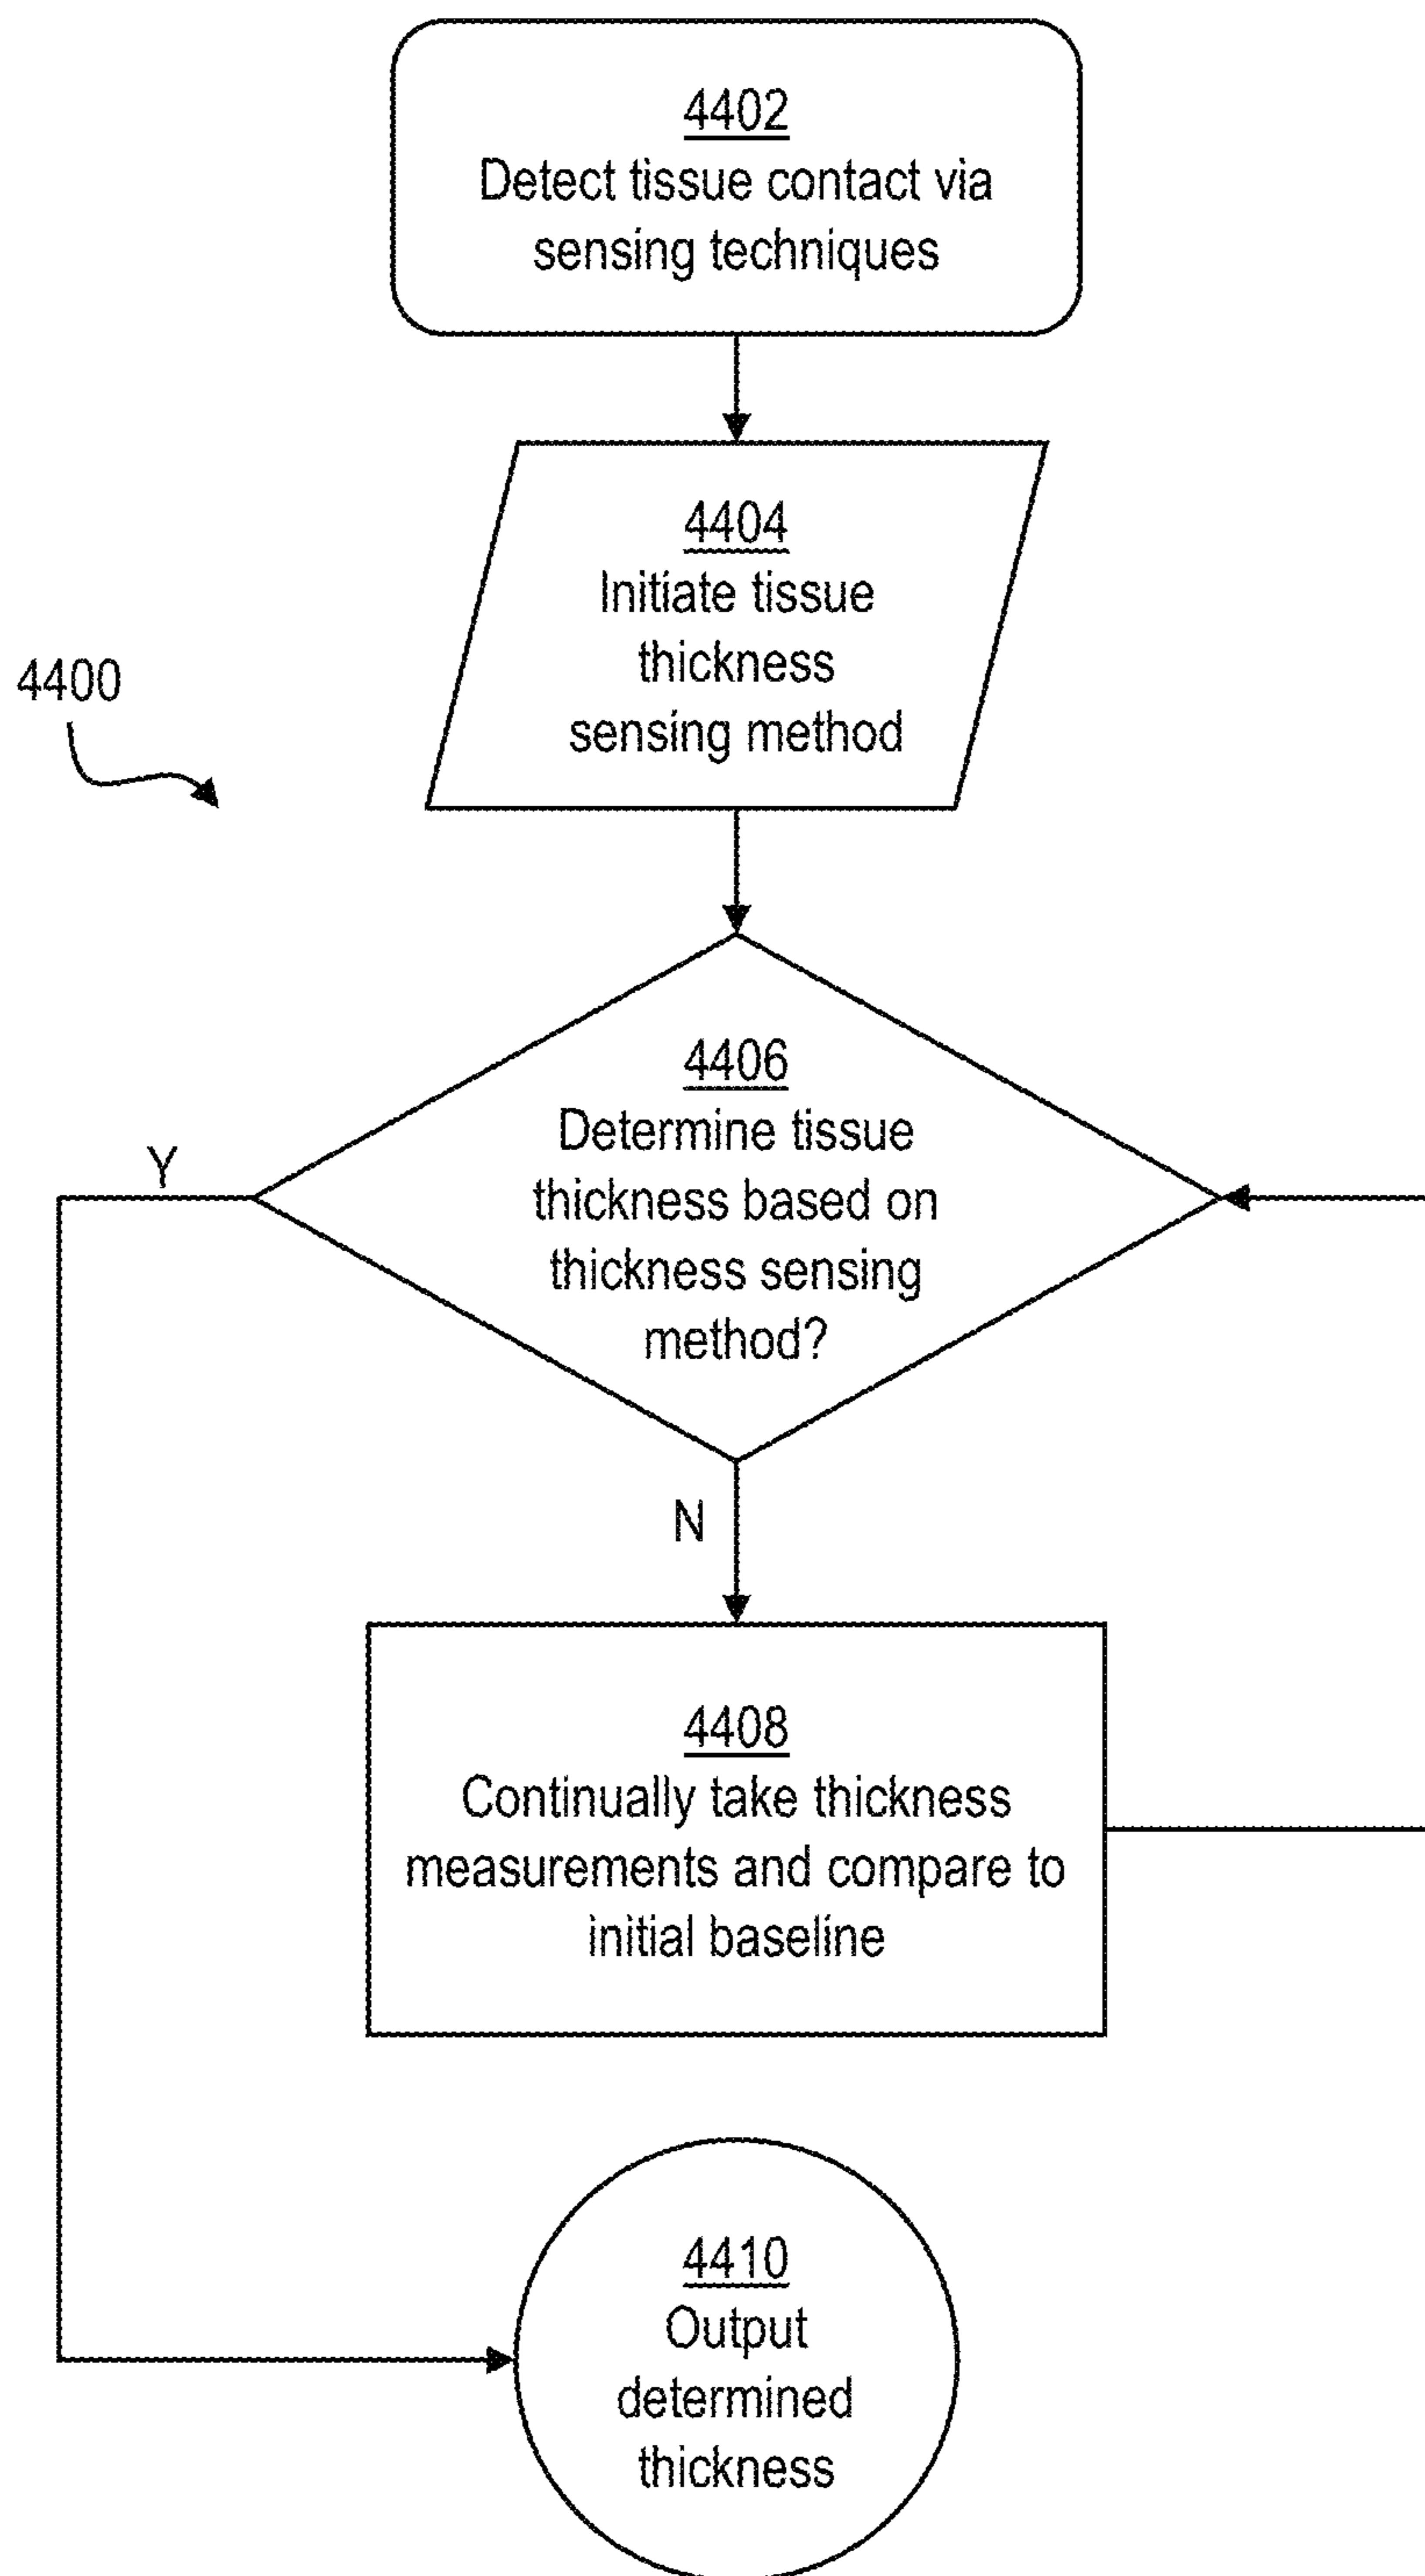 4402
Detect tissue contact via
sensing techniques
4404
Initiate tissue
thickness
sensing method
4400
4406
Determine tissue
thickness based on
thickness sensing
method?
Y
N
4408
Continually take thickness
measurements and compare to
initial baseline
4410
Output
determined
thickness